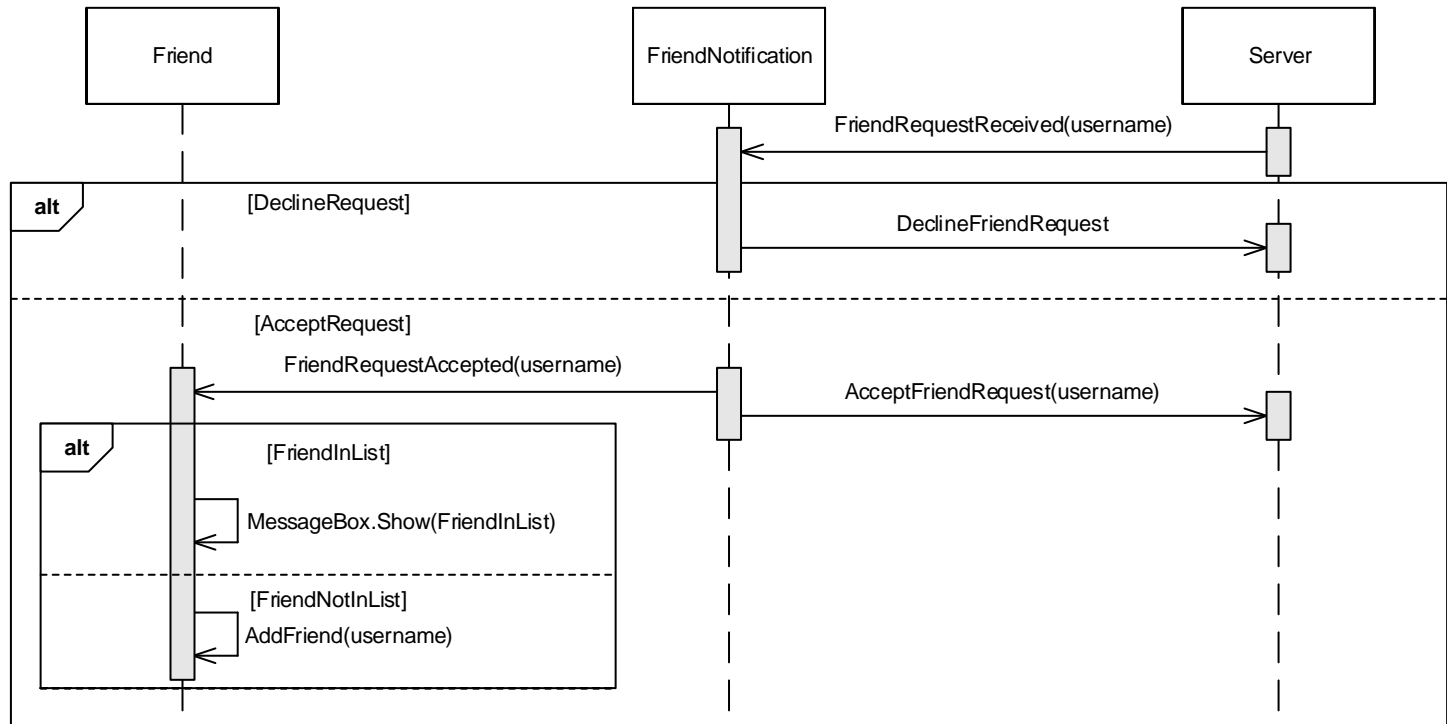 Friend
FriendNotification
Server
FriendRequestReceived(username)
alt
[DeclineRequest]
DeclineFriendRequest
[AcceptRequest]
FriendRequestAccepted(username)
AcceptFriendRequest(username)
alt
[FriendInList]
MessageBox.Show(FriendInList)
[FriendNotInList]
AddFriend(username)